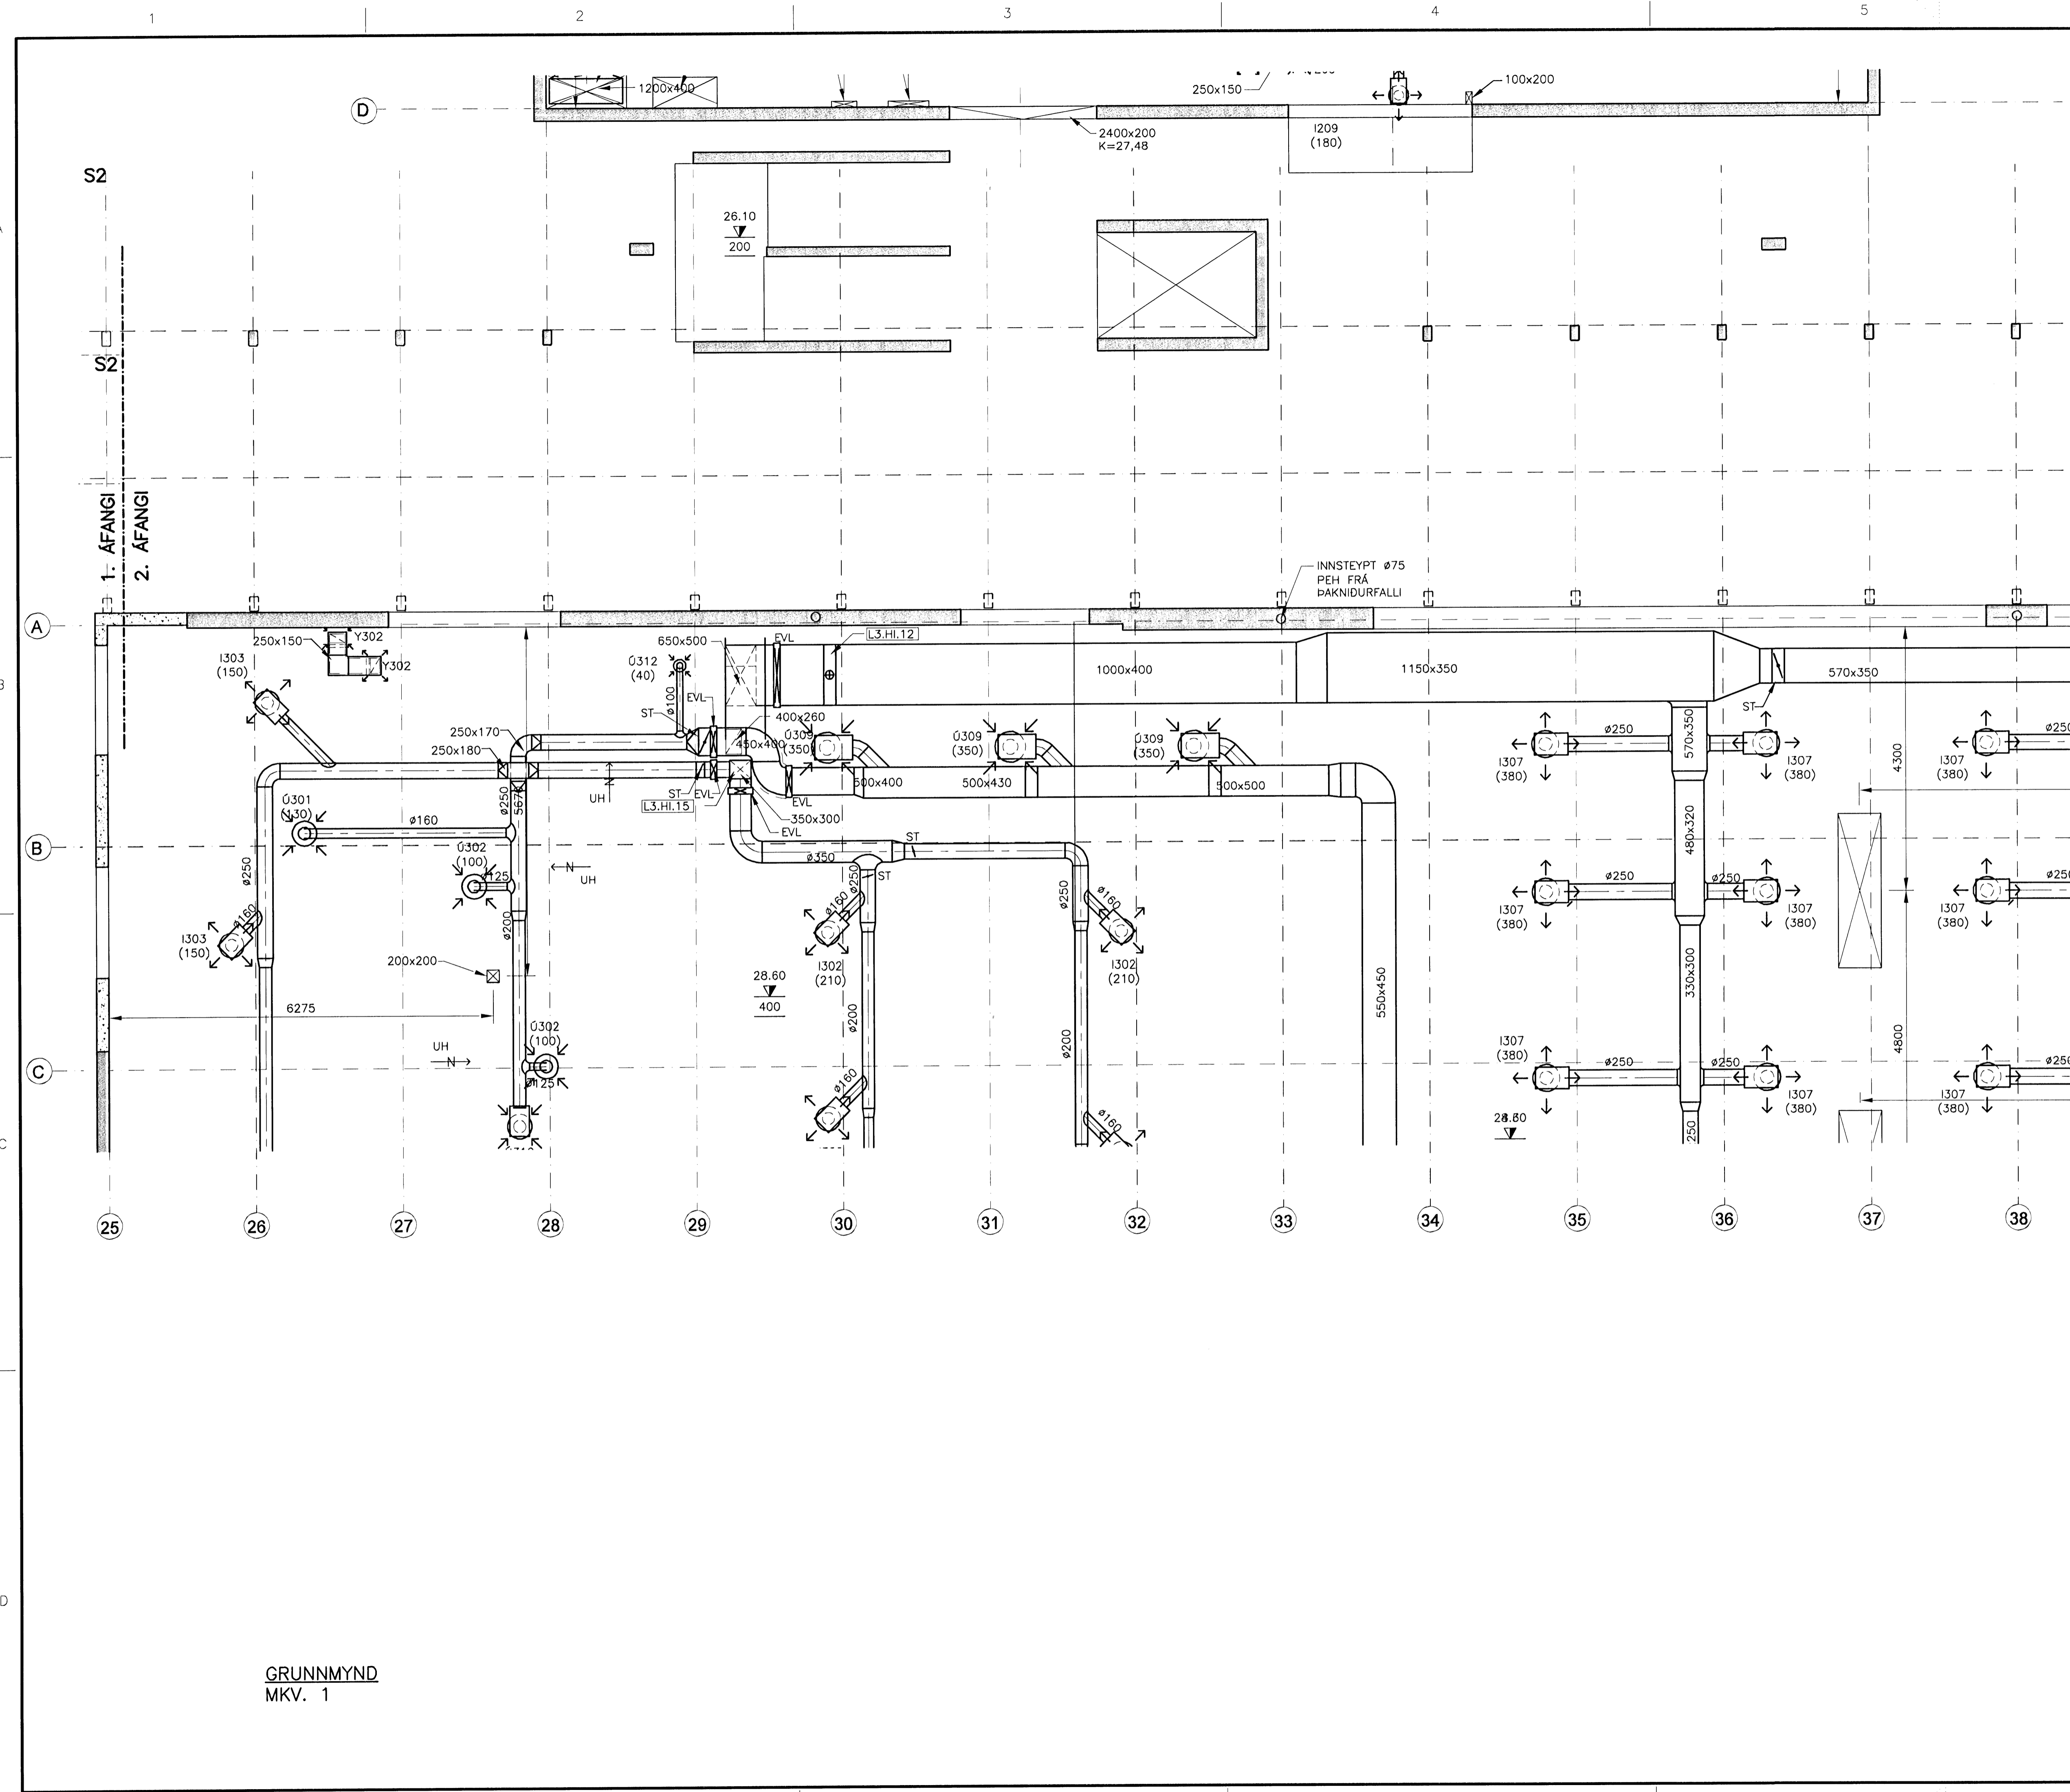 1
2
3
4
5
D
1200x400
250x150
100x200
I209
(180)
2400x200
K=27,48
S2
26.10
200
S2
1. ÁFANGI
2. ÁFANGI
INNSTEYPT ø75
PEH FRÁ
ÞAKNIÐURFALLI
A
250x150
Y302
Y302
I303
(150)
Ú312
(40)
650x500
EVL
L3.HI.12
1000x400
1150x350
570x350
ST
ø100
EVL
ST
400x260
450x400
250x170
250x180
Ú309
(350)
Ú309
(350)
Ú309
(350)
500x400
500x430
500x500
570x350
ø250
I307
(380)
I307
(380)
I307
(380)
ø250
4300
ø250
5670
UH
N
ST
EVL
L3.HI.15
EVL
350x300
EVL
Ú301
(130)
ø160
B
ø250
Ú302
(100)
ø125
N
UH
ø350
ST
ST
ø250
ø250
480x320
ø250
ø250
ø250
I307
(380)
I307
(380)
I307
(380)
ø160
I303
(150)
ø200
200x200
6275
ø160
I302
(210)
ø160
I302
(210)
28.60
400
ø200
ø200
550x450
330x300
4800
C
UH
N
Ú302
(100)
ø125
ø160
ø160
I307
(380)
ø250
ø250
ø250
I307
(380)
I307
(380)
250
25
26
27
28
29
30
31
32
33
34
35
36
37
38
B
C
D
GRUNNMYND
MKV. 1